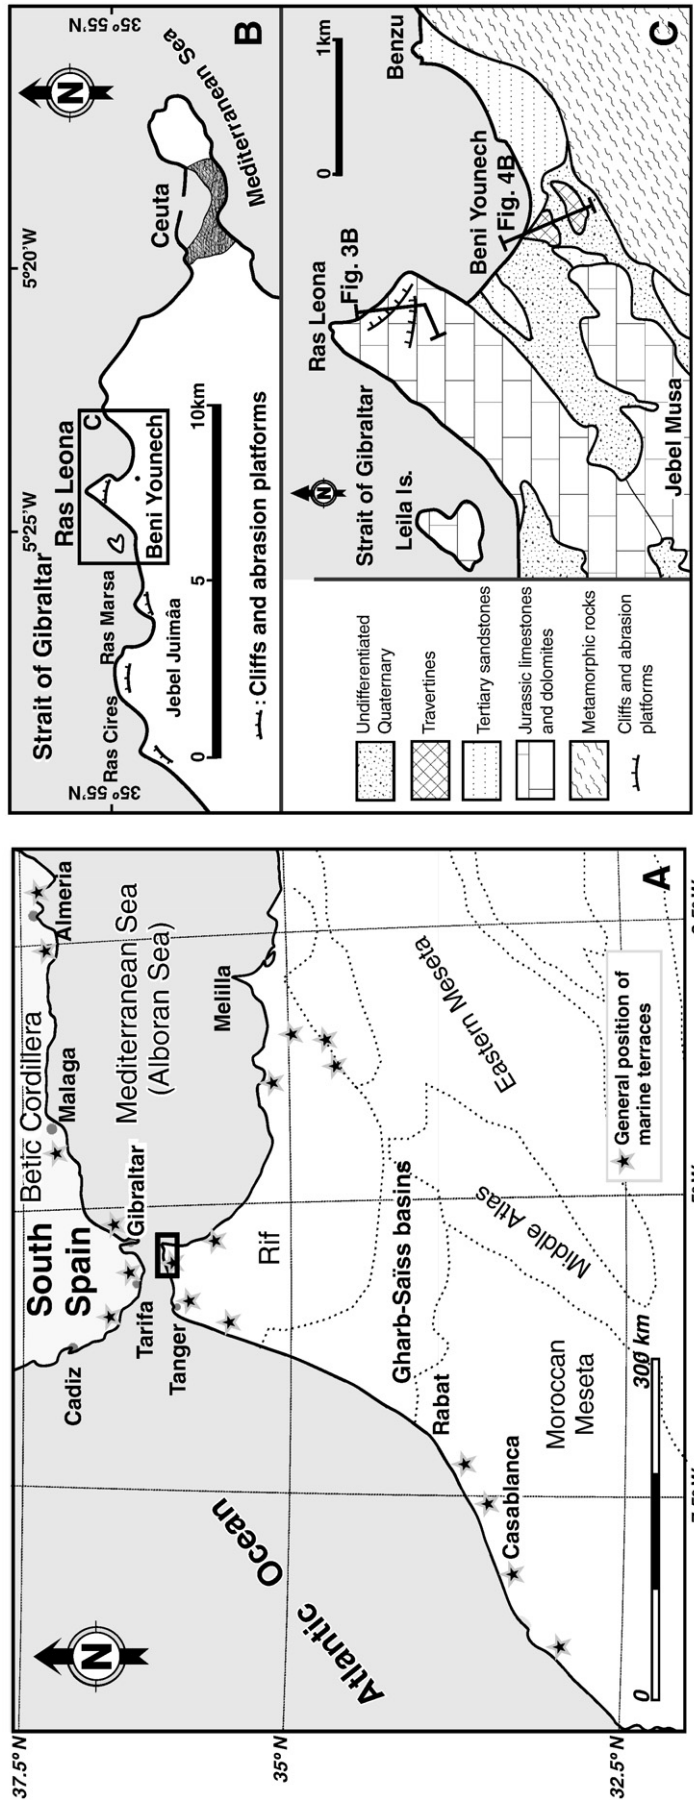 N
37.5° N
35° N
32.5° N
South
Spain
Betic Cordillera
Cadiz
Malaga
Almeria
Tarifa
Gibraltar
Tanger
Mediterranean Sea
(Alboran Sea)
Melilla
Atlantic Ocean
Rif
Gharb-Saïss basins
Rabat
Casablanca
Moroccan
Meseta
Middle Atlas
Eastern Meseta
General position of
marine terraces
0
300 km
A
35° 55'N
5°25'W
5°20'W
35° 55'N
Strait of Gibraltar
Ras Leona
C
Ras Cires
Ras Marsa
Jebel Juimâa
Beni Younech
Ceuta
Mediterranean Sea
N
B
0
5
10km
: Cliffs and abrasion platforms
Undifferentiated
Quaternary
Travertines
Tertiary sandstones
Jurassic limestones
and dolomites
Metamorphic rocks
Cliffs and abrasion
platforms
N
Strait of Gibraltar
Leila Is.
Ras Leona
Fig. 3B
Beni Younech
Fig. 4B
Benzu
Jebel Musa
0
1km
C